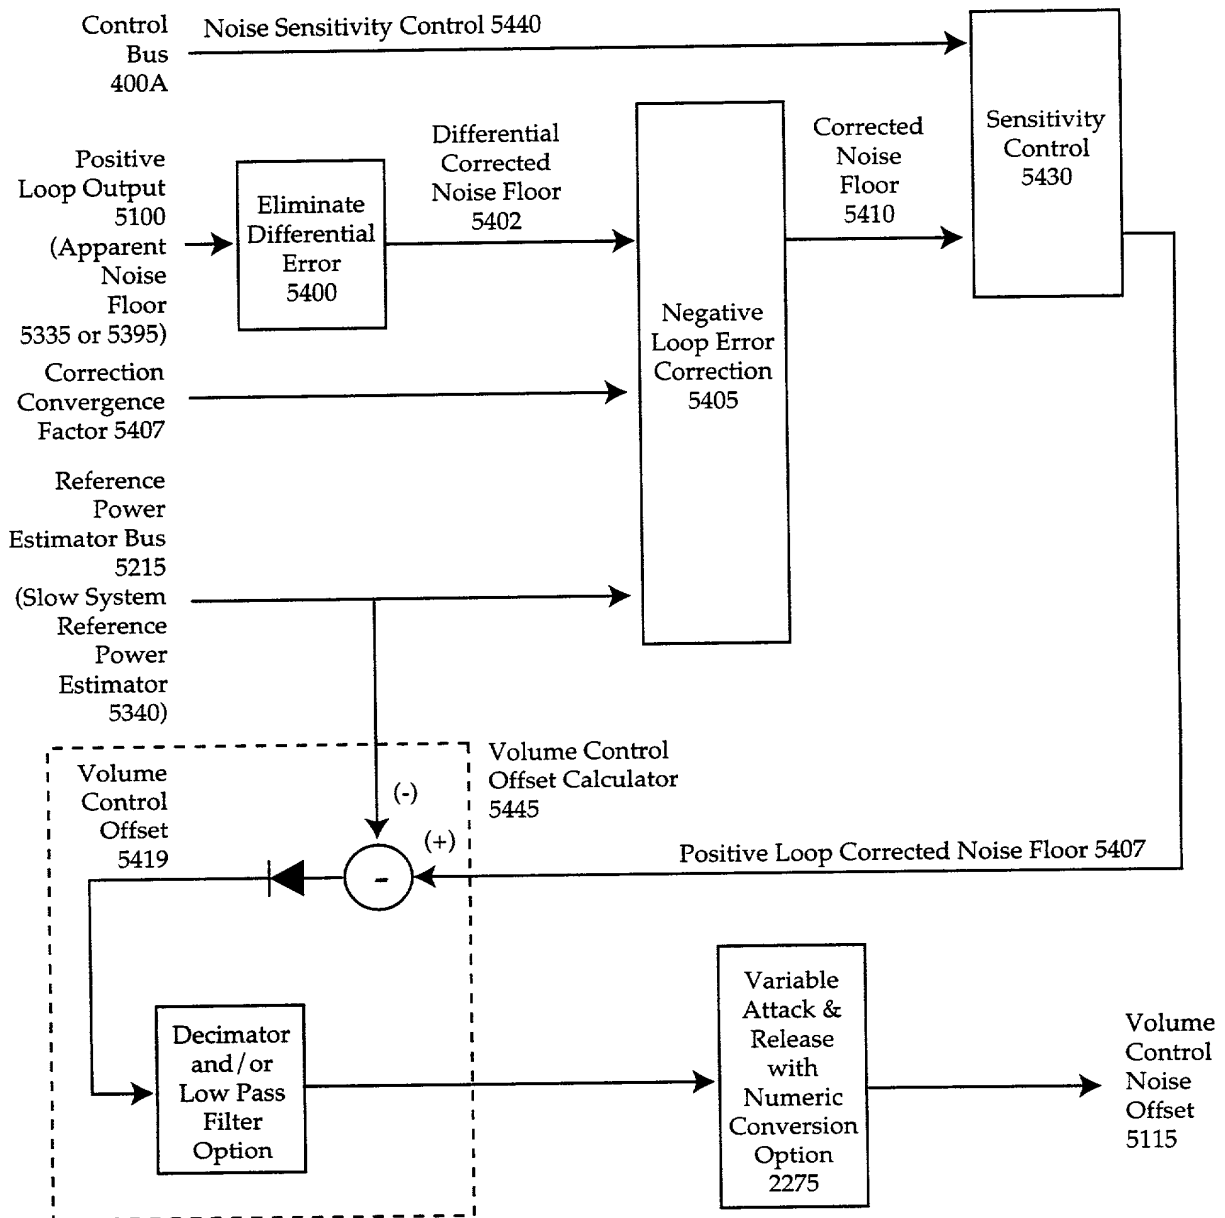 Control
Bus
400A
Noise Sensitivity Control 5440
Sensitivity
Control
5430
Positive
Loop Output
5100
(Apparent
Noise
Floor
5335 or 5395)
Eliminate
Differential
Error
5400
Differential
Corrected
Noise Floor
5402
Corrected
Noise
Floor
5410
Negative
Loop Error
Correction
5405
Correction
Convergence
Factor 5407
Reference
Power
Estimator Bus
5215
(Slow System
Reference
Power
Estimator
5340)
Volume Control
Offset Calculator
5445
Volume
Control
Offset
5419
(-)
(+)
-
Positive Loop Corrected Noise Floor 5407
Decimator
and/or
Low Pass
Filter
Option
Variable
Attack &
Release
with
Numeric
Conversion
Option
2275
Volume
Control
Noise
Offset
5115